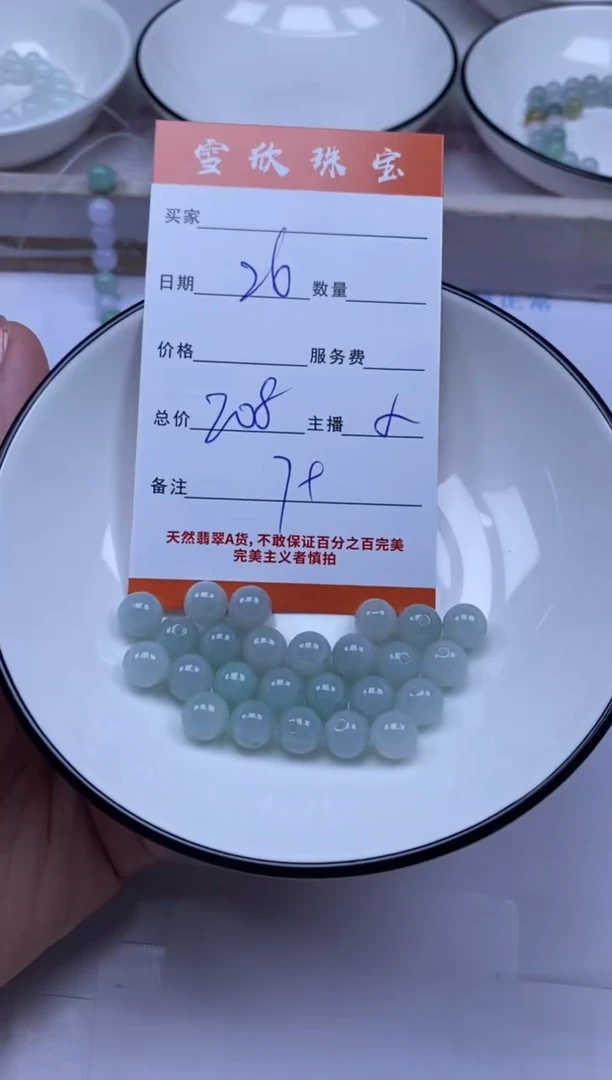 雪欣珠宝
买家
日期 26 数量
价格 服务费
总价 208 主播
备注 7+
天然翡翠A货，不敢保证百分之百完美
完美主义者慎拍